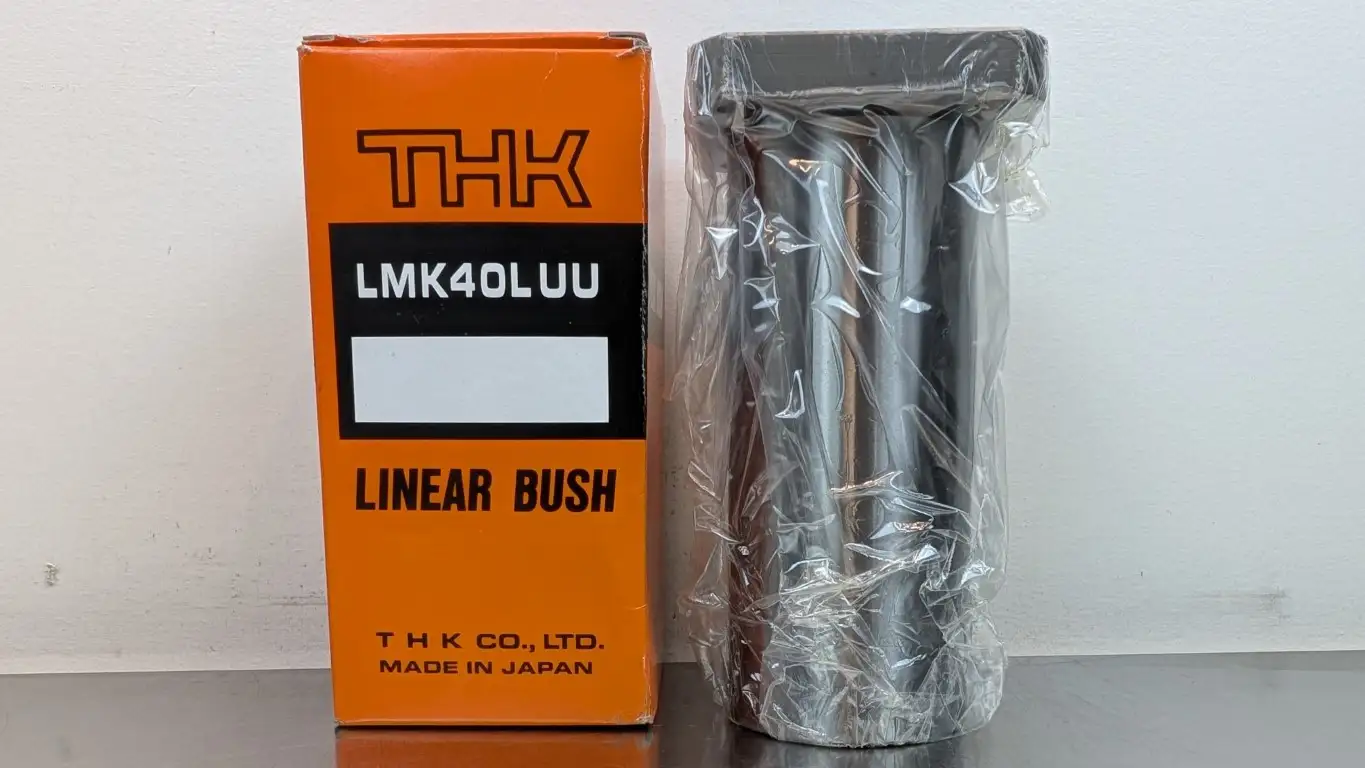 THK
LMK40LUU
LINEAR BUSH
T H K CO., LTD.
MADE IN JAPAN